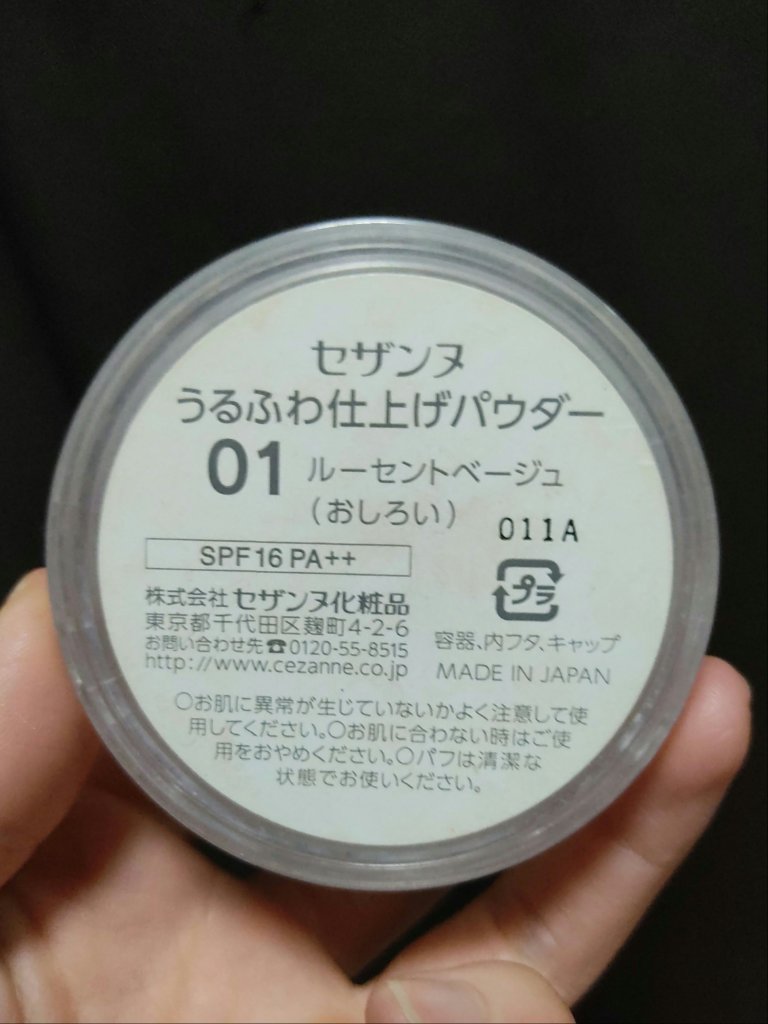 セザンヌ
うるふわ仕上げパウダー
01 ルーセントベージュ
（おしろい）
011A
SPF16 PA++
プラ
株式会社 セザンヌ化粧品
東京都千代田区麹町4-2-6
お問い合わせ先☎0120-55-8515
http://www.cezanne.co.jp
容器、内フタ、キャップ
MADE IN JAPAN
○お肌に異常が生じていないかよく注意して使
用してください。○お肌に合わない時はご使
用をおやめください。○パフは清潔な
状態でお使いください。